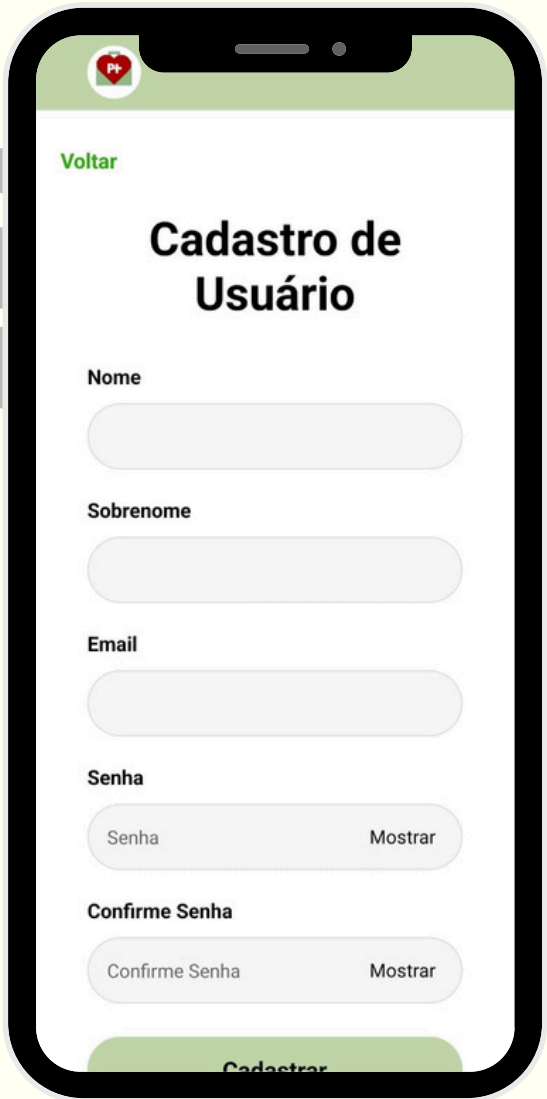 P+
Voltar
Cadastro de
Usuário
Nome
Sobrenome
Email
Senha
Senha Mostrar
Confirme Senha
Confirme Senha Mostrar
Cadastrar